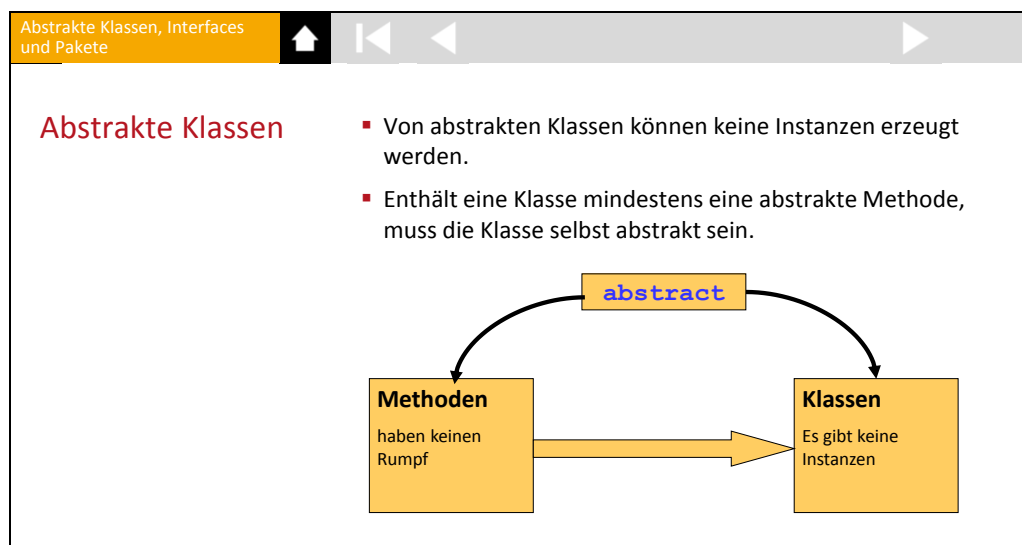 Abstrakte Klassen, Interfaces
und Pakete
Abstrakte Klassen
Von abstrakten Klassen können keine Instanzen erzeugt
werden.
Enthält eine Klasse mindestens eine abstrakte Methode,
muss die Klasse selbst abstrakt sein.
abstract
Methoden
haben keinen
Rumpf
Klassen
Es gibt keine
Instanzen